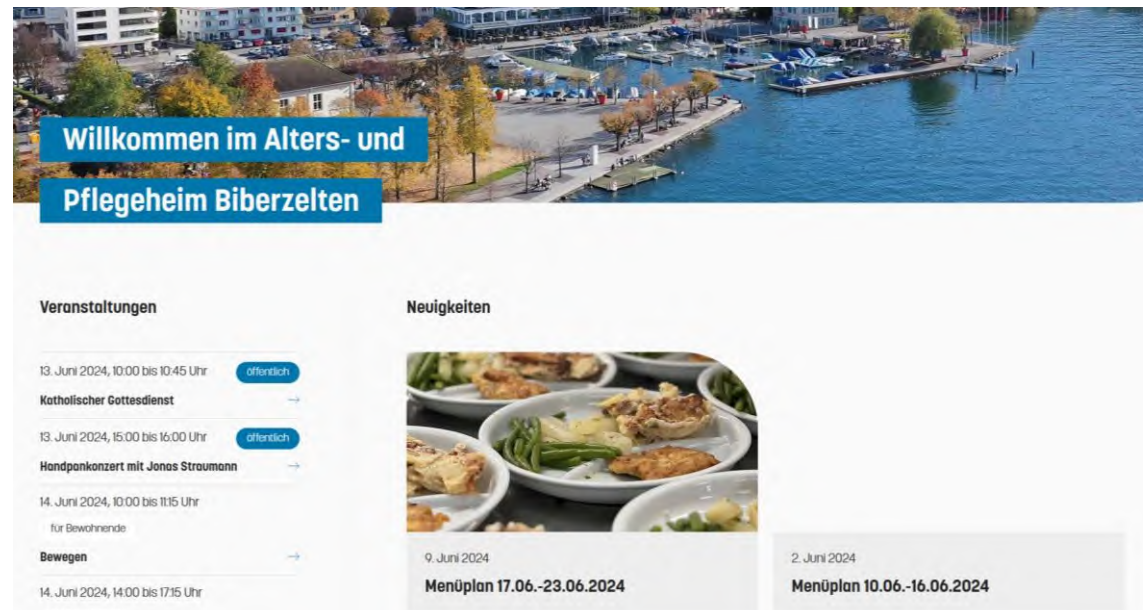 Willkommen im Alters- und
Pflegeheim Biberzelten
Veranstaltungen
13. Juni 2024, 10:00 bis 10:45 Uhr öffentlich
Katholischer Gottesdienst →
13. Juni 2024, 15:00 bis 16:00 Uhr öffentlich
Handpankonzert mit Jonas Straumann →
14. Juni 2024, 10:00 bis 11:15 Uhr
für Bewohnende
Bewegen →
14. Juni 2024, 14:00 bis 17:15 Uhr
Neuigkeiten
9. Juni 2024
Menüplan 17.06.-23.06.2024
2. Juni 2024
Menüplan 10.06.-16.06.2024